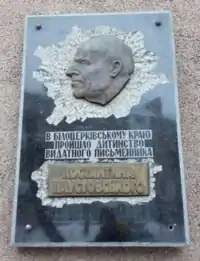 В БІЛОЦЕРКІВСЬКОМУ КРАЮ
ПРОЙШЛО ДИТИНСТВО
ВИДАТНОГО ПИСЬМЕННИКА
КОСТЯНТИНА
ПАУСТОВСЬКОГО